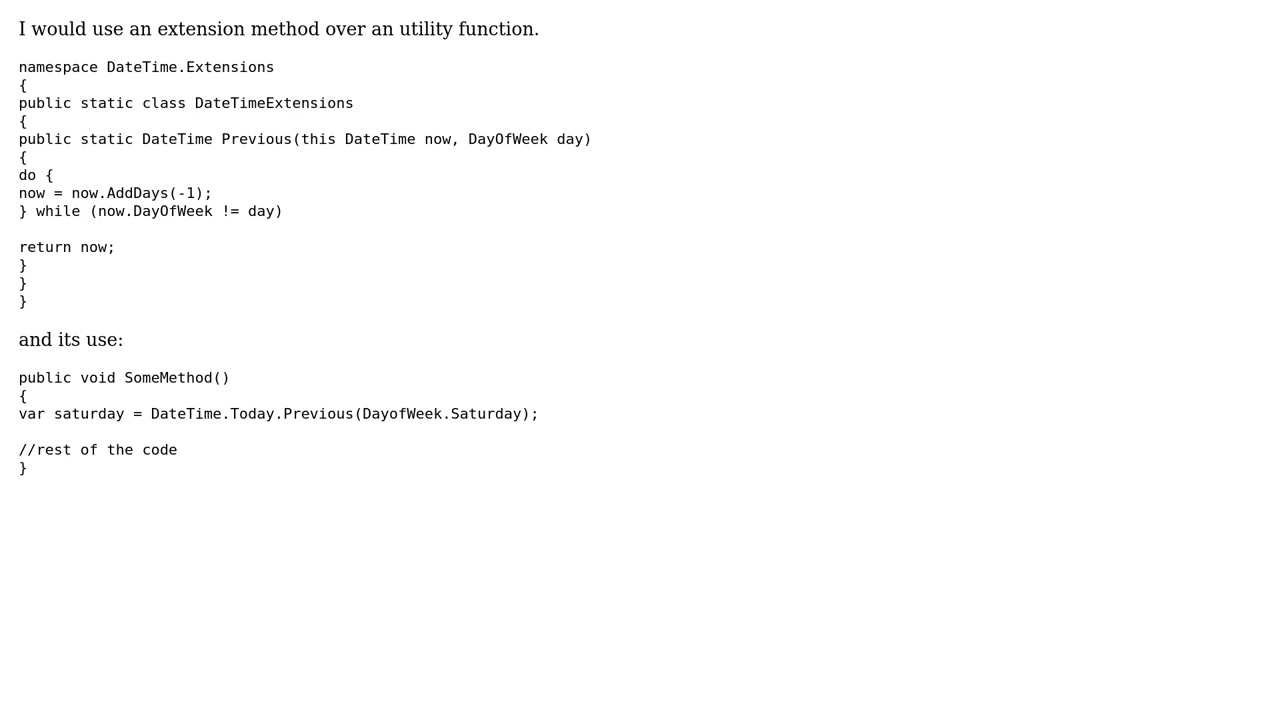 I would use an extension method over an utility function.
namespace DateTime.Extensions
{
public static class DateTimeExtensions
{
public static DateTime Previous(this DateTime now, DayOfWeek day)
{
do {
now = now.AddDays(-1);
} while (now.DayOfWeek != day)
return now;
}
}
}
and its use:
public void SomeMethod()
{
var saturday = DateTime.Today.Previous(DayofWeek.Saturday);
//rest of the code
}